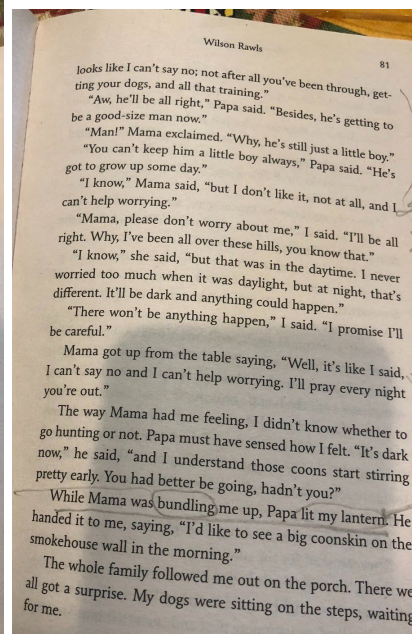 Wilson Rawls
81
looks like I can't say no; not after all you've been through, get-
ting your dogs, and all that training."
"Aw, he'll be all right," Papa said. "Besides, he's getting to
be a good-size man now."
"Man!" Mama exclaimed. "Why, he's still just a little boy."
"You can't keep him a little boy always," Papa said. "He's
got to grow up some day."
"I know," Mama said, "but I don't like it, not at all, and I
can't help worrying."
"Mama, please don't worry about me," I said. "I'll be all
right. Why, I've been all over these hills, you know that."
"I know," she said, "but that was in the daytime. I never
worried too much when it was daylight, but at night, that's
different. It'll be dark and anything could happen."
"There won't be anything happen," I said. "I promise I'll
be careful."
Mama got up from the table saying, "Well, it's like I said,
I can't say no and I can't help worrying. I'll pray every night
you're out."
The way Mama had me feeling, I didn't know whether to
go hunting or not. Papa must have sensed how I felt. "It's dark
now," he said, "and I understand those coons start stirring
pretty early. You had better be going, hadn't you?"
While Mama was bundling me up, Papa lit my lantern. He
handed it to me, saying, "I'd like to see a big coonskin on the
smokehouse wall in the morning."
The whole family followed me out on the porch. There we
all got a surprise. My dogs were sitting on the steps, waiting
for me.